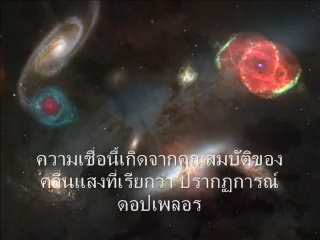 ความเชื่อนี้เกิดจากคุณสมบัติของ
คลื่นแสงที่เรียกว่า ปรากฏการณ์
ดอปเพลอร